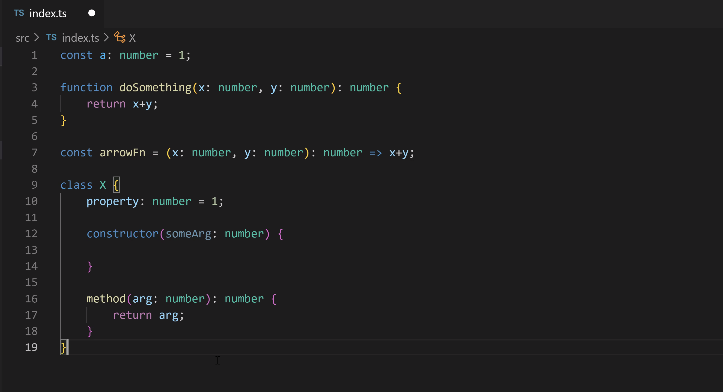 TS index.ts
src > TS index.ts > X
1 const a: number = 1;
2
3 function doSomething(x: number, y: number): number {
4     return x+y;
5 }
6
7 const arrowFn = (x: number, y: number): number => x+y;
8
9 class X {
10     property: number = 1;
11
12     constructor(someArg: number) {
13
14     }
15
16     method(arg: number): number {
17         return arg;
18     }
19 }